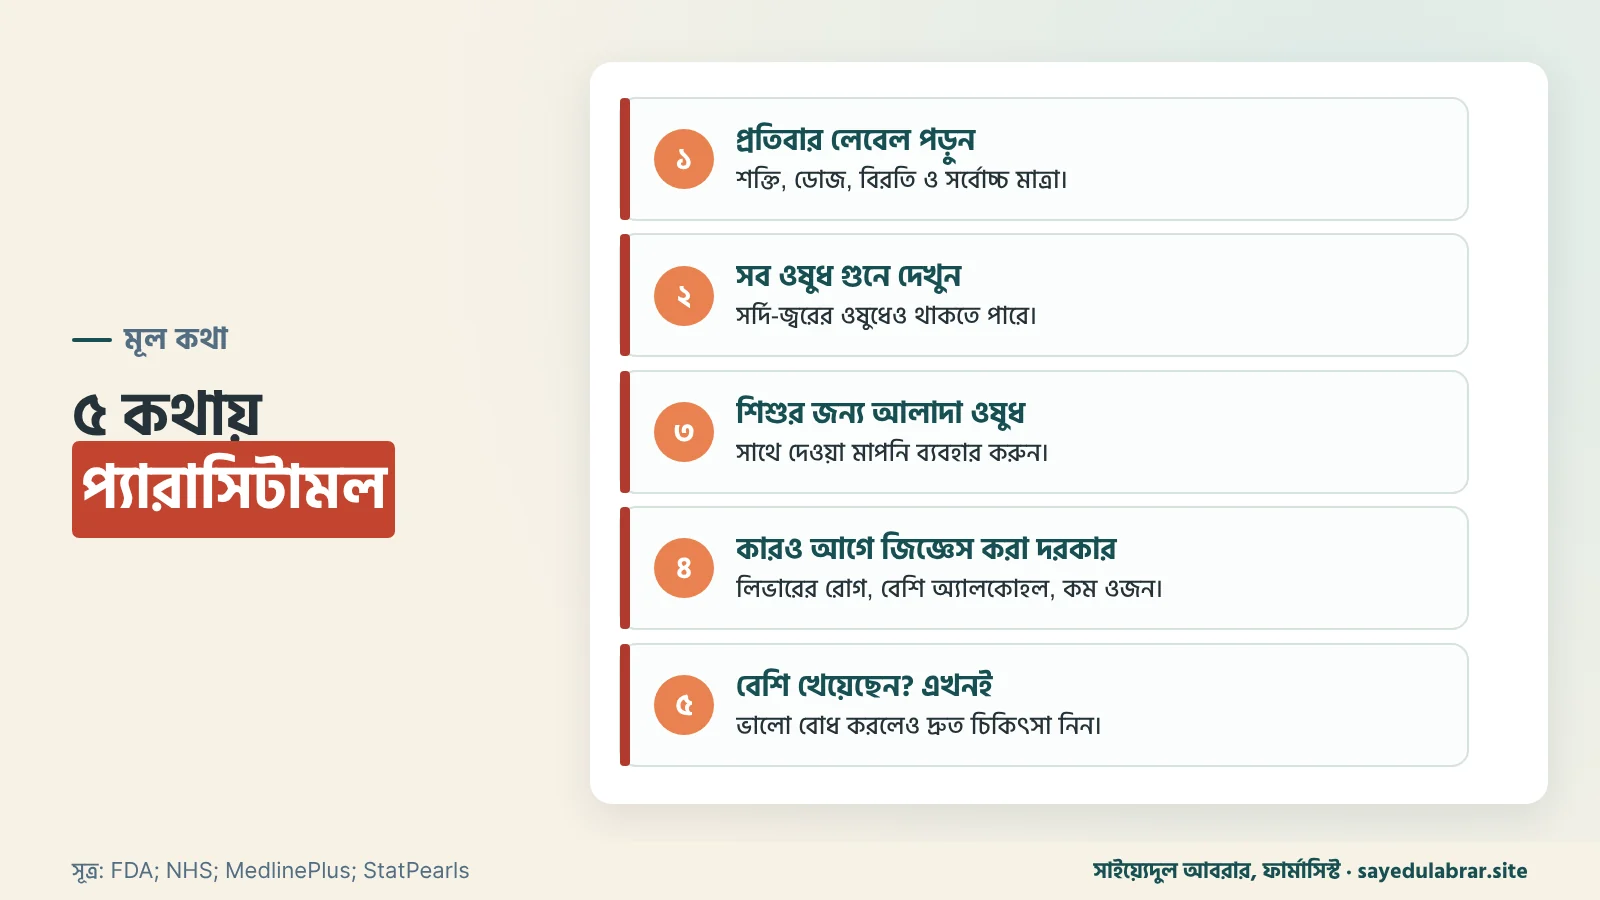 মূল কথা
৫ কথায়
প্যারাসিটামল
১
প্রতিবার লেবেল পড়ুন
শক্তি, ডোজ, বিরতি ও সর্বোচ্চ মাত্রা।
২
সব ওষুধ গুনে দেখুন
সর্দি-জ্বরের ওষুধেও থাকতে পারে।
৩
শিশুর জন্য আলাদা ওষুধ
সাথে দেওয়া মাপনি ব্যবহার করুন।
৪
কারও আগে জিজ্ঞেস করা দরকার
লিভারের রোগ, বেশি অ্যালকোহল, কম ওজন।
৫
বেশি খেয়েছেন? এখনই
ভালো বোধ করলেও দ্রুত চিকিৎসা নিন।
সূত্র: FDA; NHS; MedlinePlus; StatPearls
সাইয়্যেদুল আবরার, ফার্মাসিস্ট · sayedulabrar.site